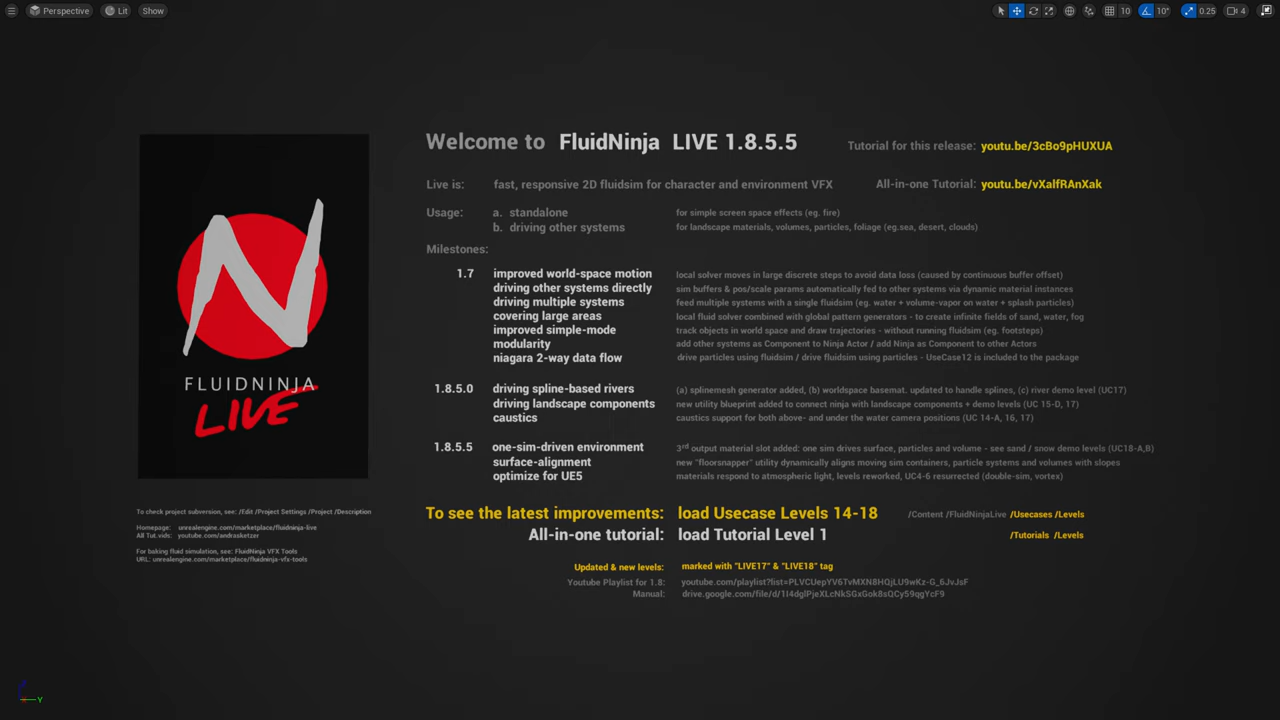 Perspective Lit Show 10 10° 0.25 4
Welcome to FluidNinja LIVE 1.8.5.5
Tutorial for this release: youtu.be/3cBo9pHUXUA
Live is: fast, responsive 2D fluidsim for character and environment VFX
All-in-one Tutorial: youtu.be/vXalfRAnXak
Usage: a. standalone for simple screen space effects (eg. fire)
b. driving other systems for landscape materials, volumes, particles, foliage (eg.sea, desert, clouds)
Milestones:
1.7 improved world-space motion local solver moves in large discrete steps to avoid data loss (caused by continuous buffer offset)
driving other systems directly sim buffers & pos/scale params automatically fed to other systems via dynamic material instances
driving multiple systems feed multiple systems with a single fluidsim (eg. water + volume-vapor on water + splash particles)
covering large areas local fluid solver combined with global pattern generators - to create infinite fields of sand, water, fog
improved simple-mode track objects in world space and draw trajectories - without running fluidsim (eg. footsteps)
modularity add other systems as Component to Ninja Actor / add Ninja as Component to other Actors
niagara 2-way data flow drive particles using fluidsim / drive fluidsim using particles - UseCase12 is included to the package
1.8.5.0 driving spline-based rivers (a) splinemesh generator added, (b) worldspace basemat. updated to handle splines, (c) river demo level (UC17)
driving landscape components new utility blueprint added to connect ninja with landscape components + demo levels (UC 15-D, 17)
caustics caustics support for both above- and under the water camera positions (UC 14-A, 16, 17)
1.8.5.5 one-sim-driven environment 3rd output material slot added: one sim drives surface, particles and volume - see sand / snow demo levels (UC18-A,B)
surface-alignment new "floorsnapper" utility dynamically aligns moving sim containers, particle systems and volumes with slopes
optimize for UE5 materials respond to atmospheric light, levels reworked, UC4-6 resurrected (double-sim, vortex)
To see the latest improvements: load Usecase Levels 14-18 /Content /FluidNinjaLive /Usecases /Levels
All-in-one tutorial: load Tutorial Level 1 /Tutorials /Levels
Updated & new levels: marked with "LIVE17" & "LIVE18" tag
Youtube Playlist for 1.8: youtube.com/playlist?list=PLVCUepYV6TvMXN8HQjLU9wKz-G_6JvJsF
Manual: drive.google.com/file/d/1I4dglPjeXLcNkSGxGok8sQCy59qgYcF9
N
FLUIDNINJA
LIVE
To check project subversion, see: /Edit /Project Settings /Project /Description
Homepage: unrealengine.com/marketplace/fluidninja-live
All Tut.vids: youtube.com/andrasketzer
For baking fluid simulation, see: FluidNinja VFX Tools
URL: unrealengine.com/marketplace/fluidninja-vfs-tools
Y